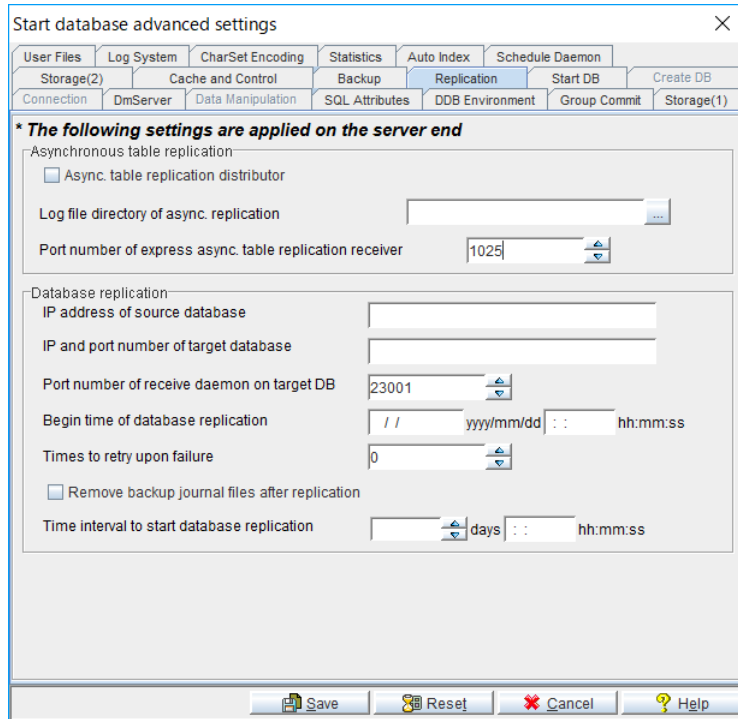 Start database advanced settings
User Files Log System CharSet Encoding Statistics Auto Index Schedule Daemon
Storage(2) Cache and Control Backup Replication Start DB Create DB
Connection DmServer Data Manipulation SQL Attributes DDB Environment Group Commit Storage(1)
* The following settings are applied on the server end
Asynchronous table replication
Async. table replication distributor
Log file directory of async. replication ...
Port number of express async. table replication receiver 1025
Database replication
IP address of source database
IP and port number of target database
Port number of receive daemon on target DB 23001
Begin time of database replication / / yyyy/mm/dd : : hh:mm:ss
Times to retry upon failure 0
Remove backup journal files after replication
Time interval to start database replication days : : hh:mm:ss
Save Reset Cancel Help